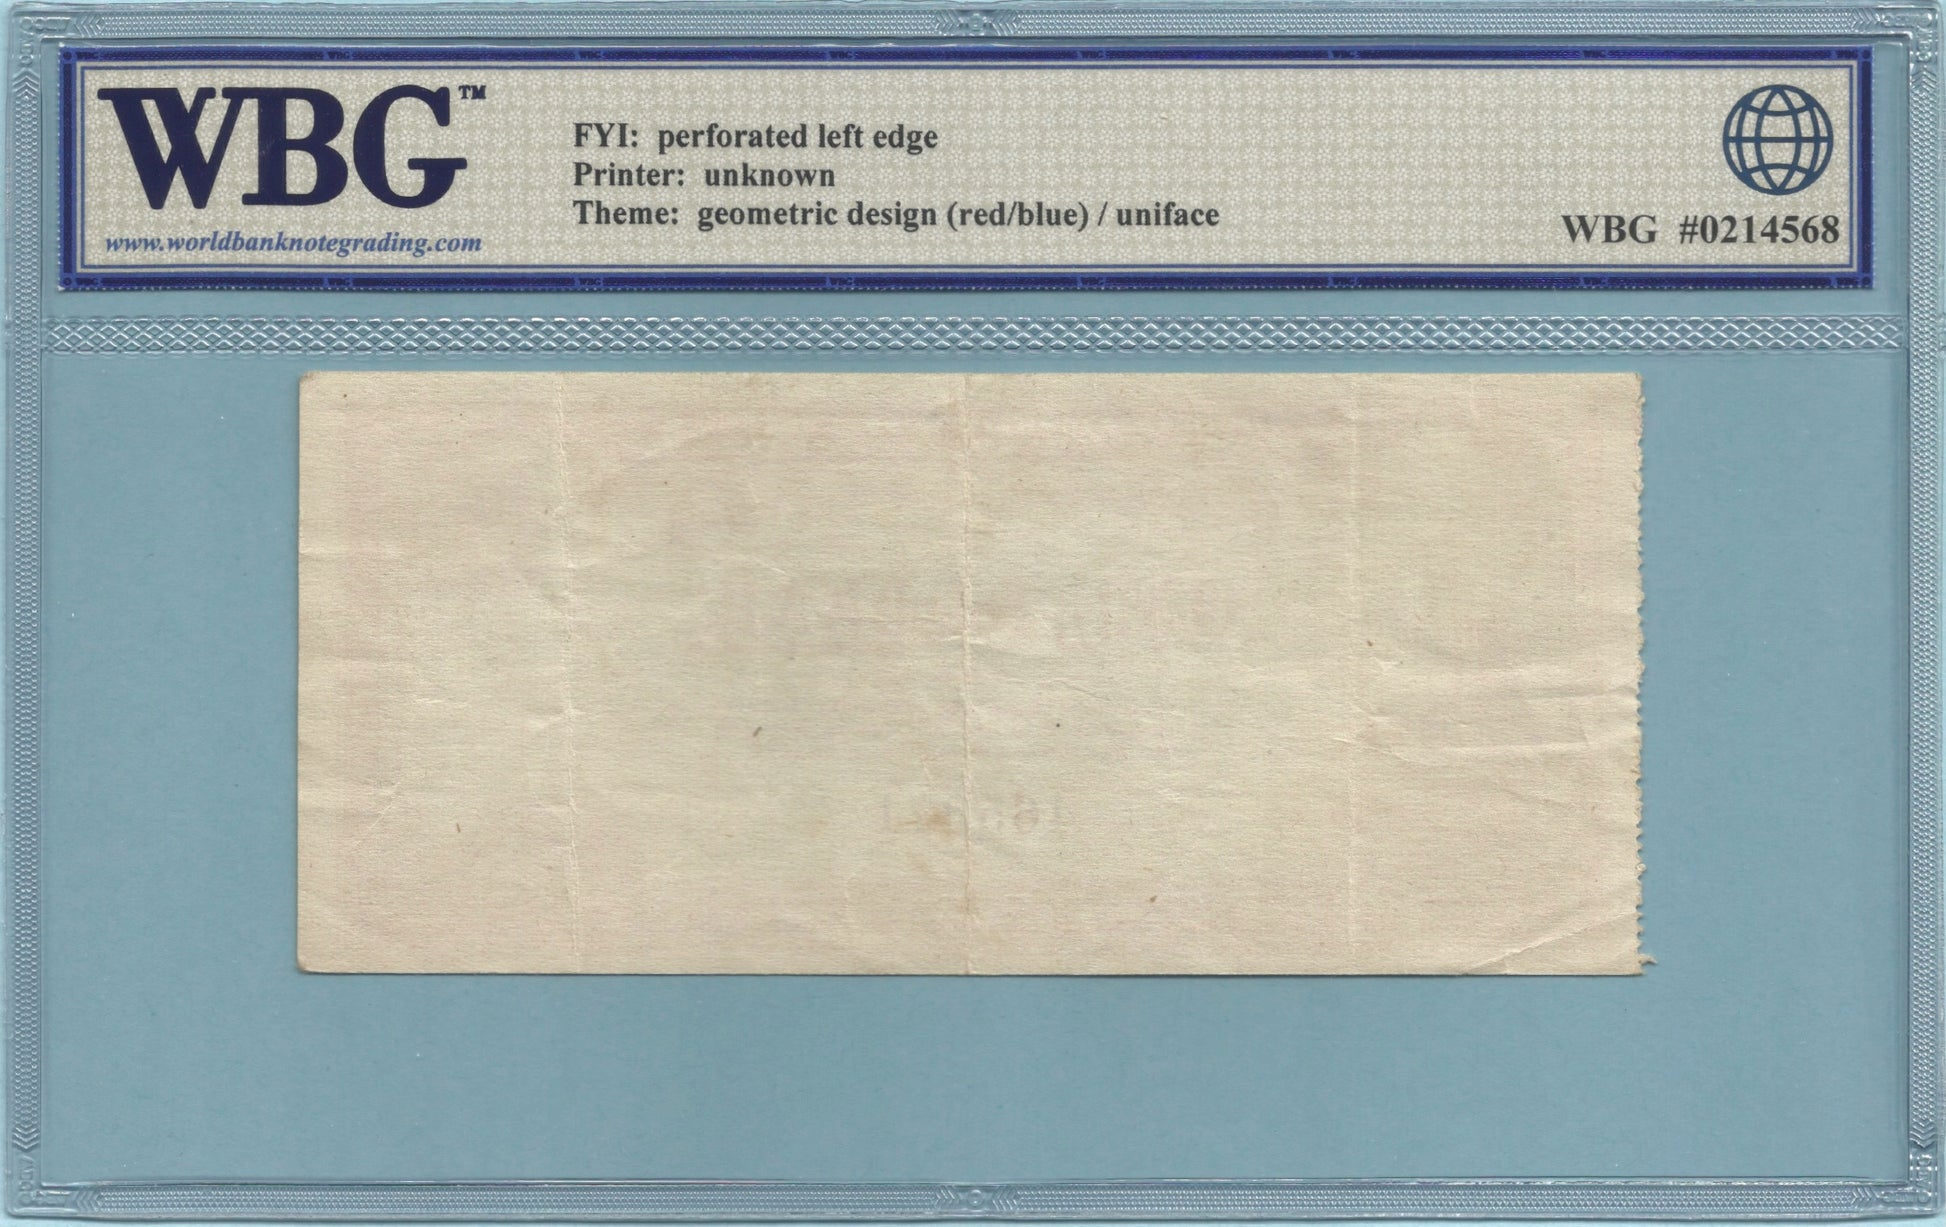 WBG™
www.worldbanknotegrading.com
FYI: perforated left edge
Printer: unknown
Theme: geometric design (red/blue) / uniface
WBG #0214568